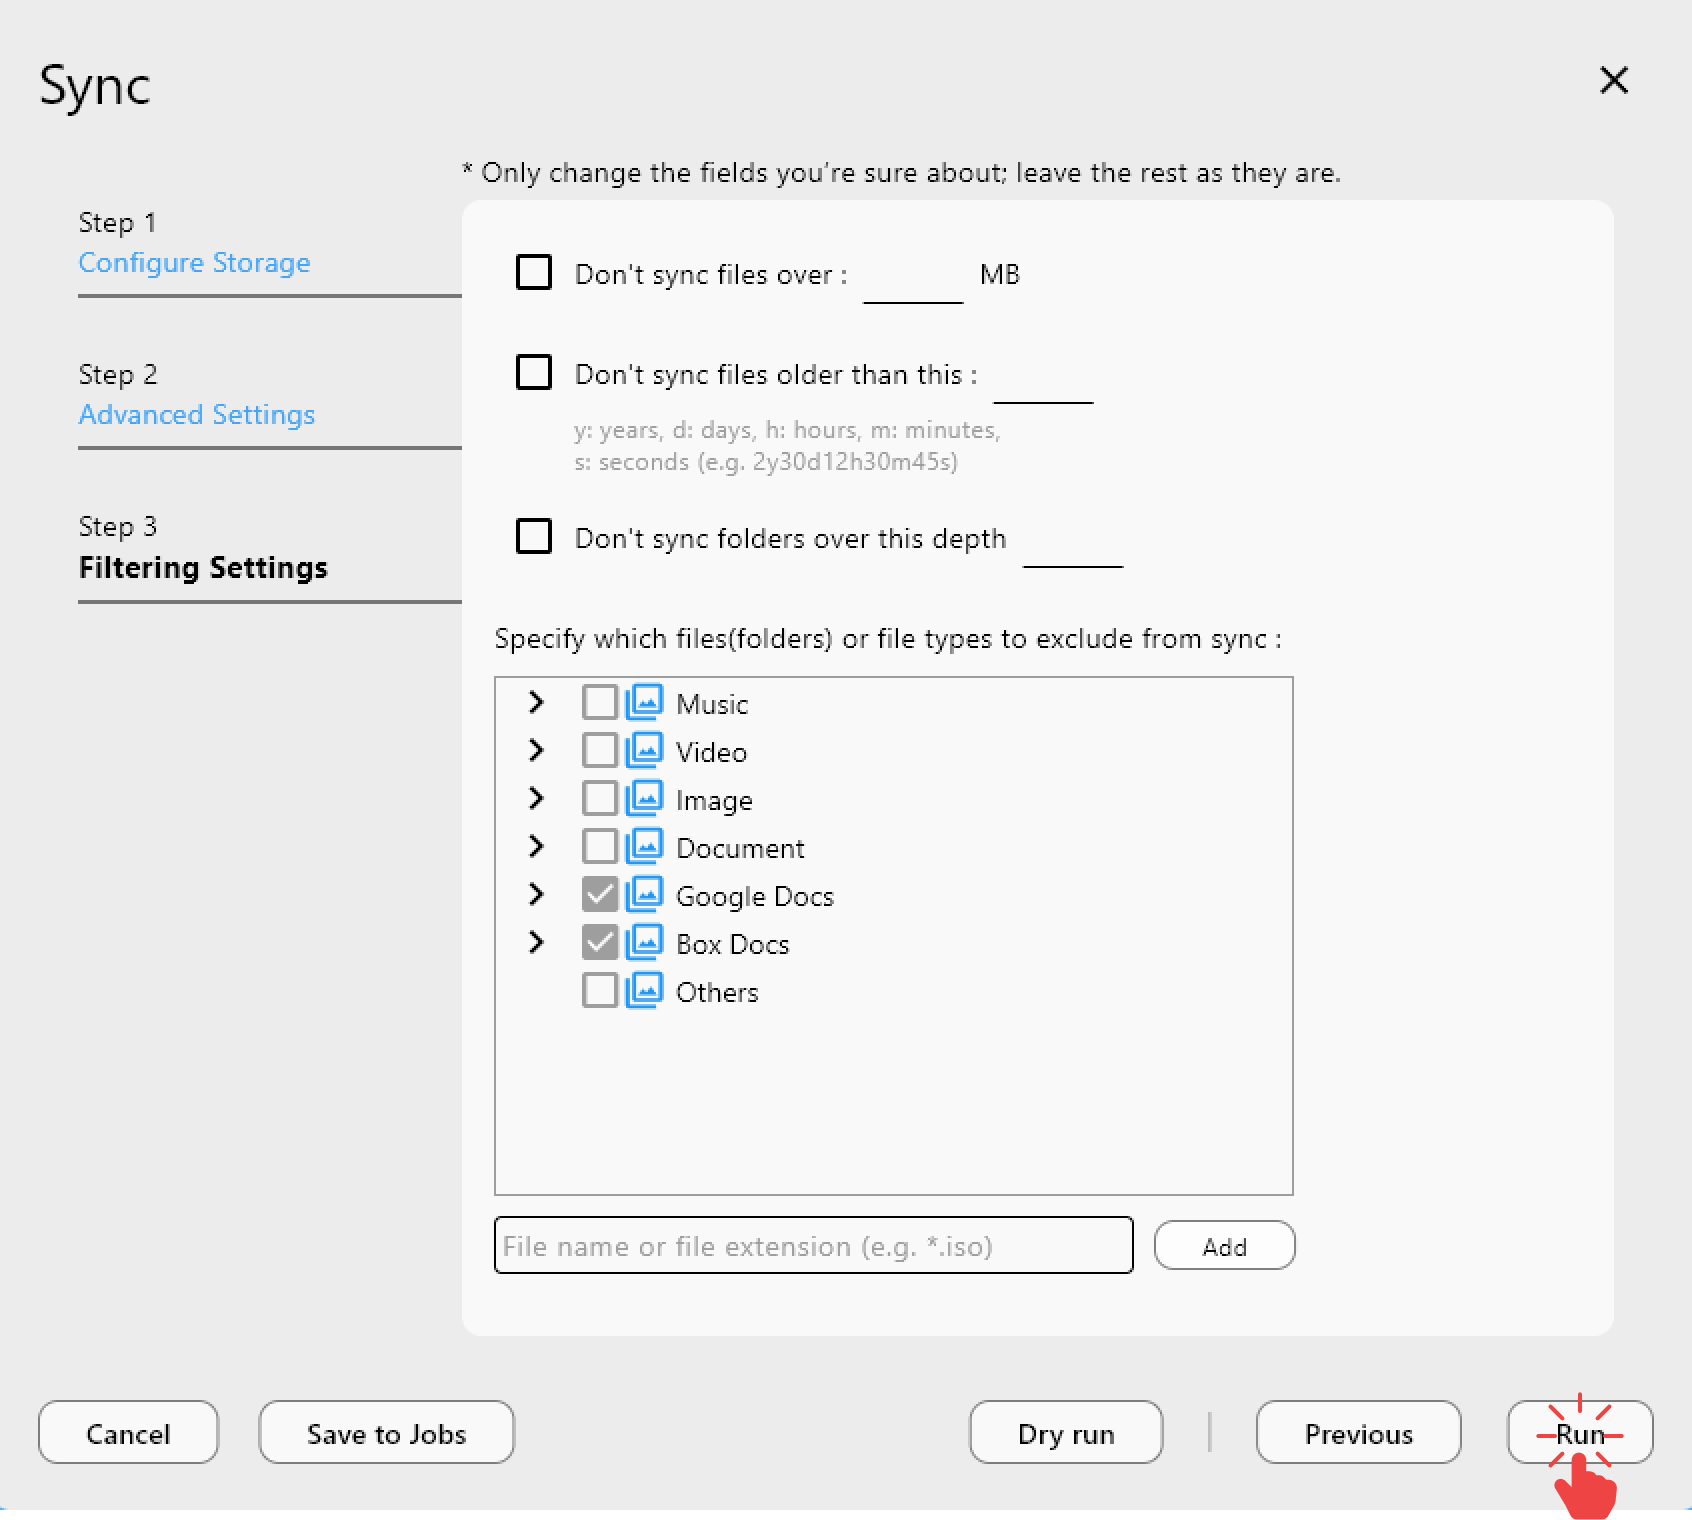 Sync
* Only change the fields you're sure about; leave the rest as they are.
Step 1
Configure Storage
Step 2
Advanced Settings
Step 3
Filtering Settings
Don't sync files over : MB
Don't sync files older than this :
y: years, d: days, h: hours, m: minutes,
s: seconds (e.g. 2y30d12h30m45s)
Don't sync folders over this depth
Specify which files(folders) or file types to exclude from sync :
Music
Video
Image
Document
Google Docs
Box Docs
Others
File name or file extension (e.g. *.iso)
Add
Cancel
Save to Jobs
Dry run
Previous
Run